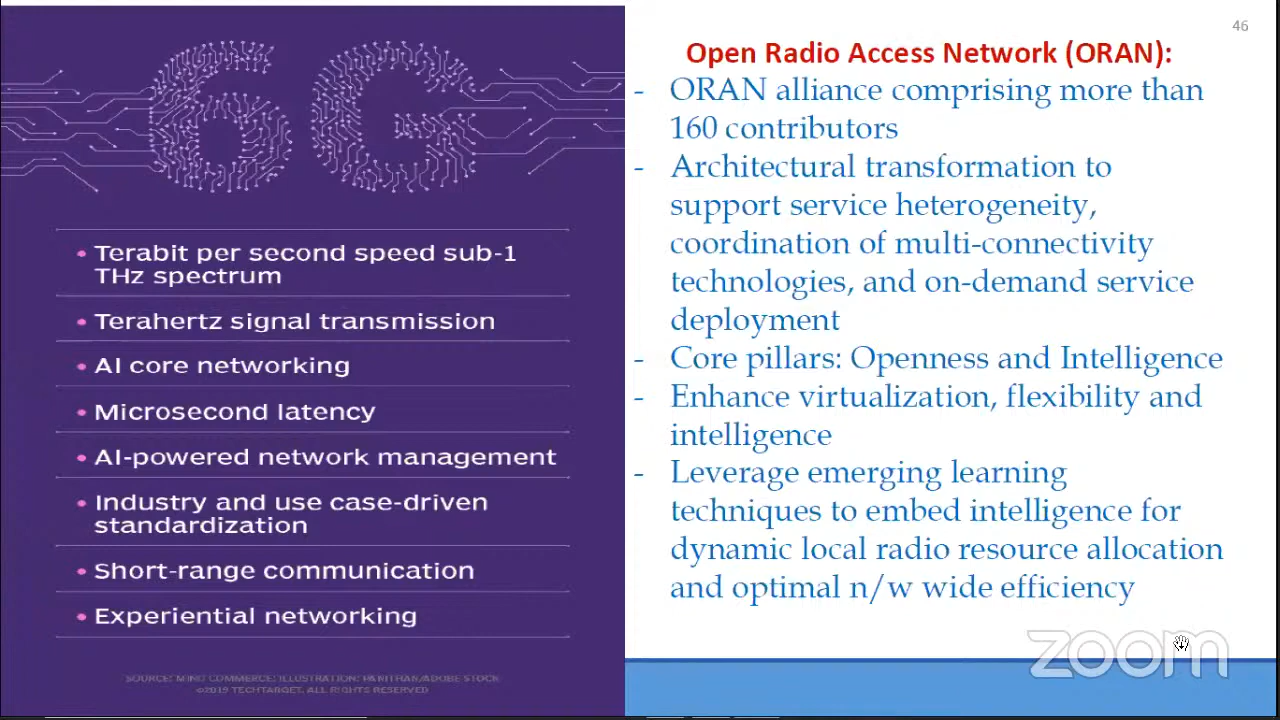 6G
Terabit per second speed sub-1
THz spectrum
Terahertz signal transmission
AI core networking
Microsecond latency
AI-powered network management
Industry and use case-driven
standardization
Short-range communication
Experiential networking
SOURCE: MIND COMMERCE; ILLUSTRATION: PANITHAN/ADOBE STOCK
©2019 TECHTARGET. ALL RIGHTS RESERVED
46
Open Radio Access Network (ORAN):
- ORAN alliance comprising more than
160 contributors
- Architectural transformation to
support service heterogeneity,
coordination of multi-connectivity
technologies, and on-demand service
deployment
- Core pillars: Openness and Intelligence
- Enhance virtualization, flexibility and
intelligence
- Leverage emerging learning
techniques to embed intelligence for
dynamic local radio resource allocation
and optimal n/w wide efficiency
zoom